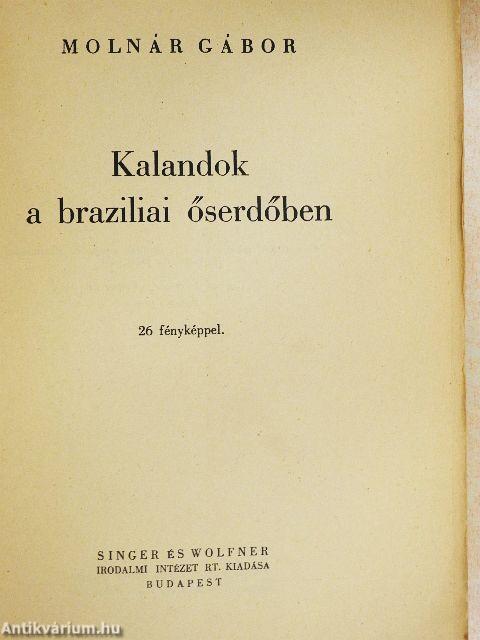 MOLNÁR GÁBOR
Kalandok
a braziliai őserdőben
26 fényképpel.
SINGER ÉS WOLFNER
IRODALMI INTÉZET RT. KIADÁSA
BUDAPEST
Antikvárium.hu